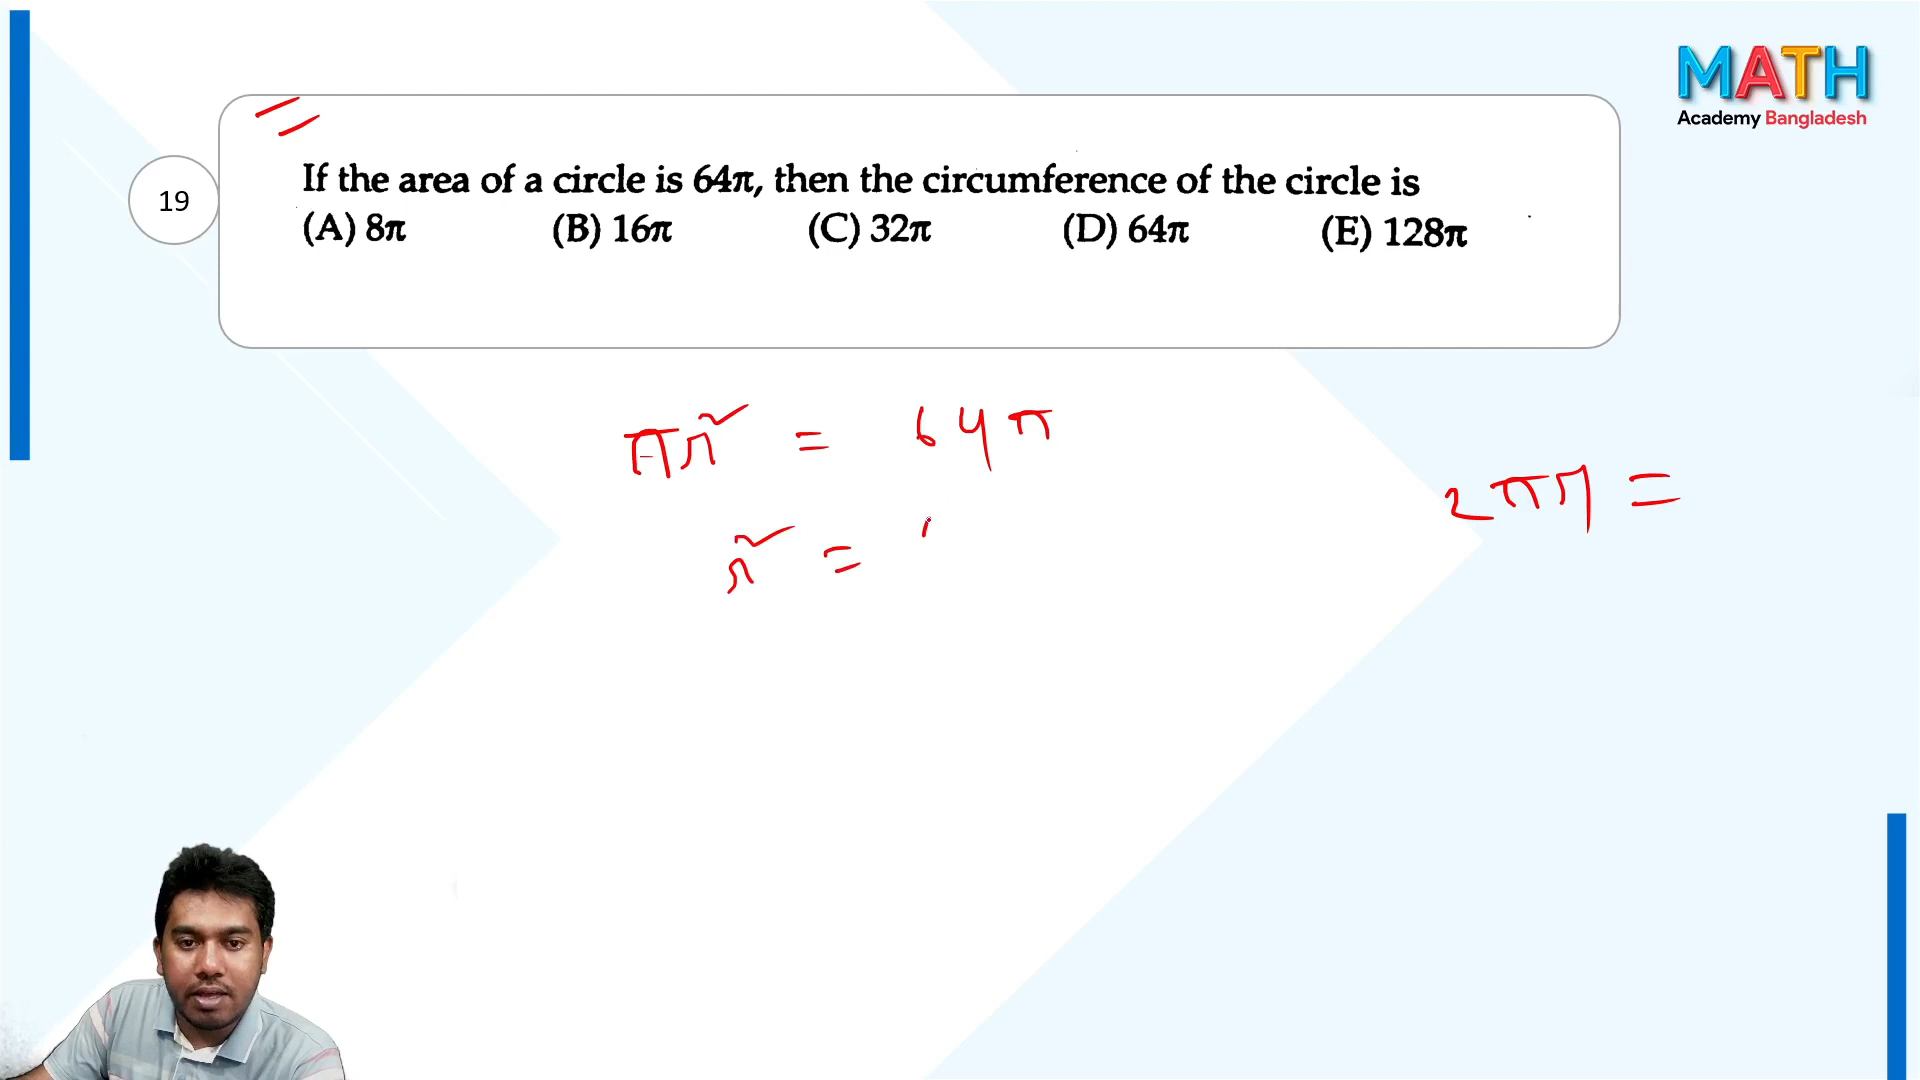 MATH
Academy Bangladesh
19
If the area of a circle is 64π, then the circumference of the circle is
(A) 8π (B) 16π (C) 32π (D) 64π (E) 128π
πr² = 64π
2πr =
r² =